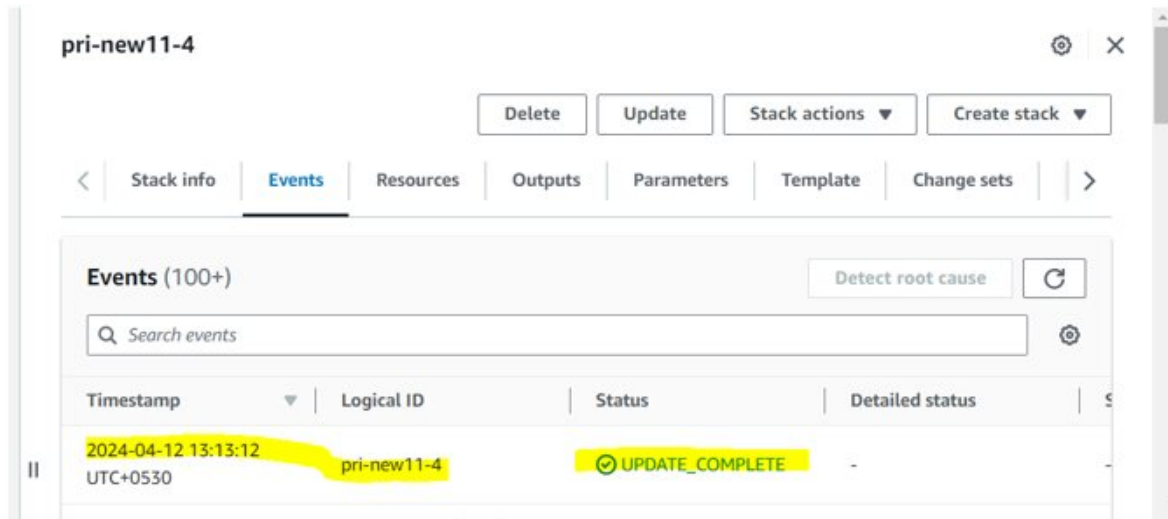 pri-new11-4
Delete Update Stack actions Create stack
Stack info Events Resources Outputs Parameters Template Change sets
Events (100+)
Detect root cause
Search events
Timestamp Logical ID Status Detailed status
2024-04-12 13:13:12
UTC+0530
pri-new11-4 UPDATE_COMPLETE - -